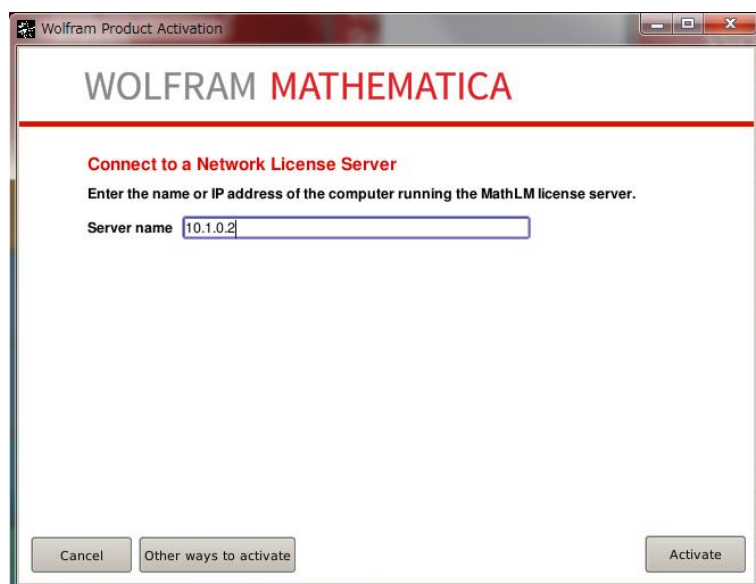 Wolfram Product Activation
WOLFRAM MATHEMATICA
Connect to a Network License Server
Enter the name or IP address of the computer running the MathLM license server.
Server name 10.1.0.2
Cancel Other ways to activate Activate